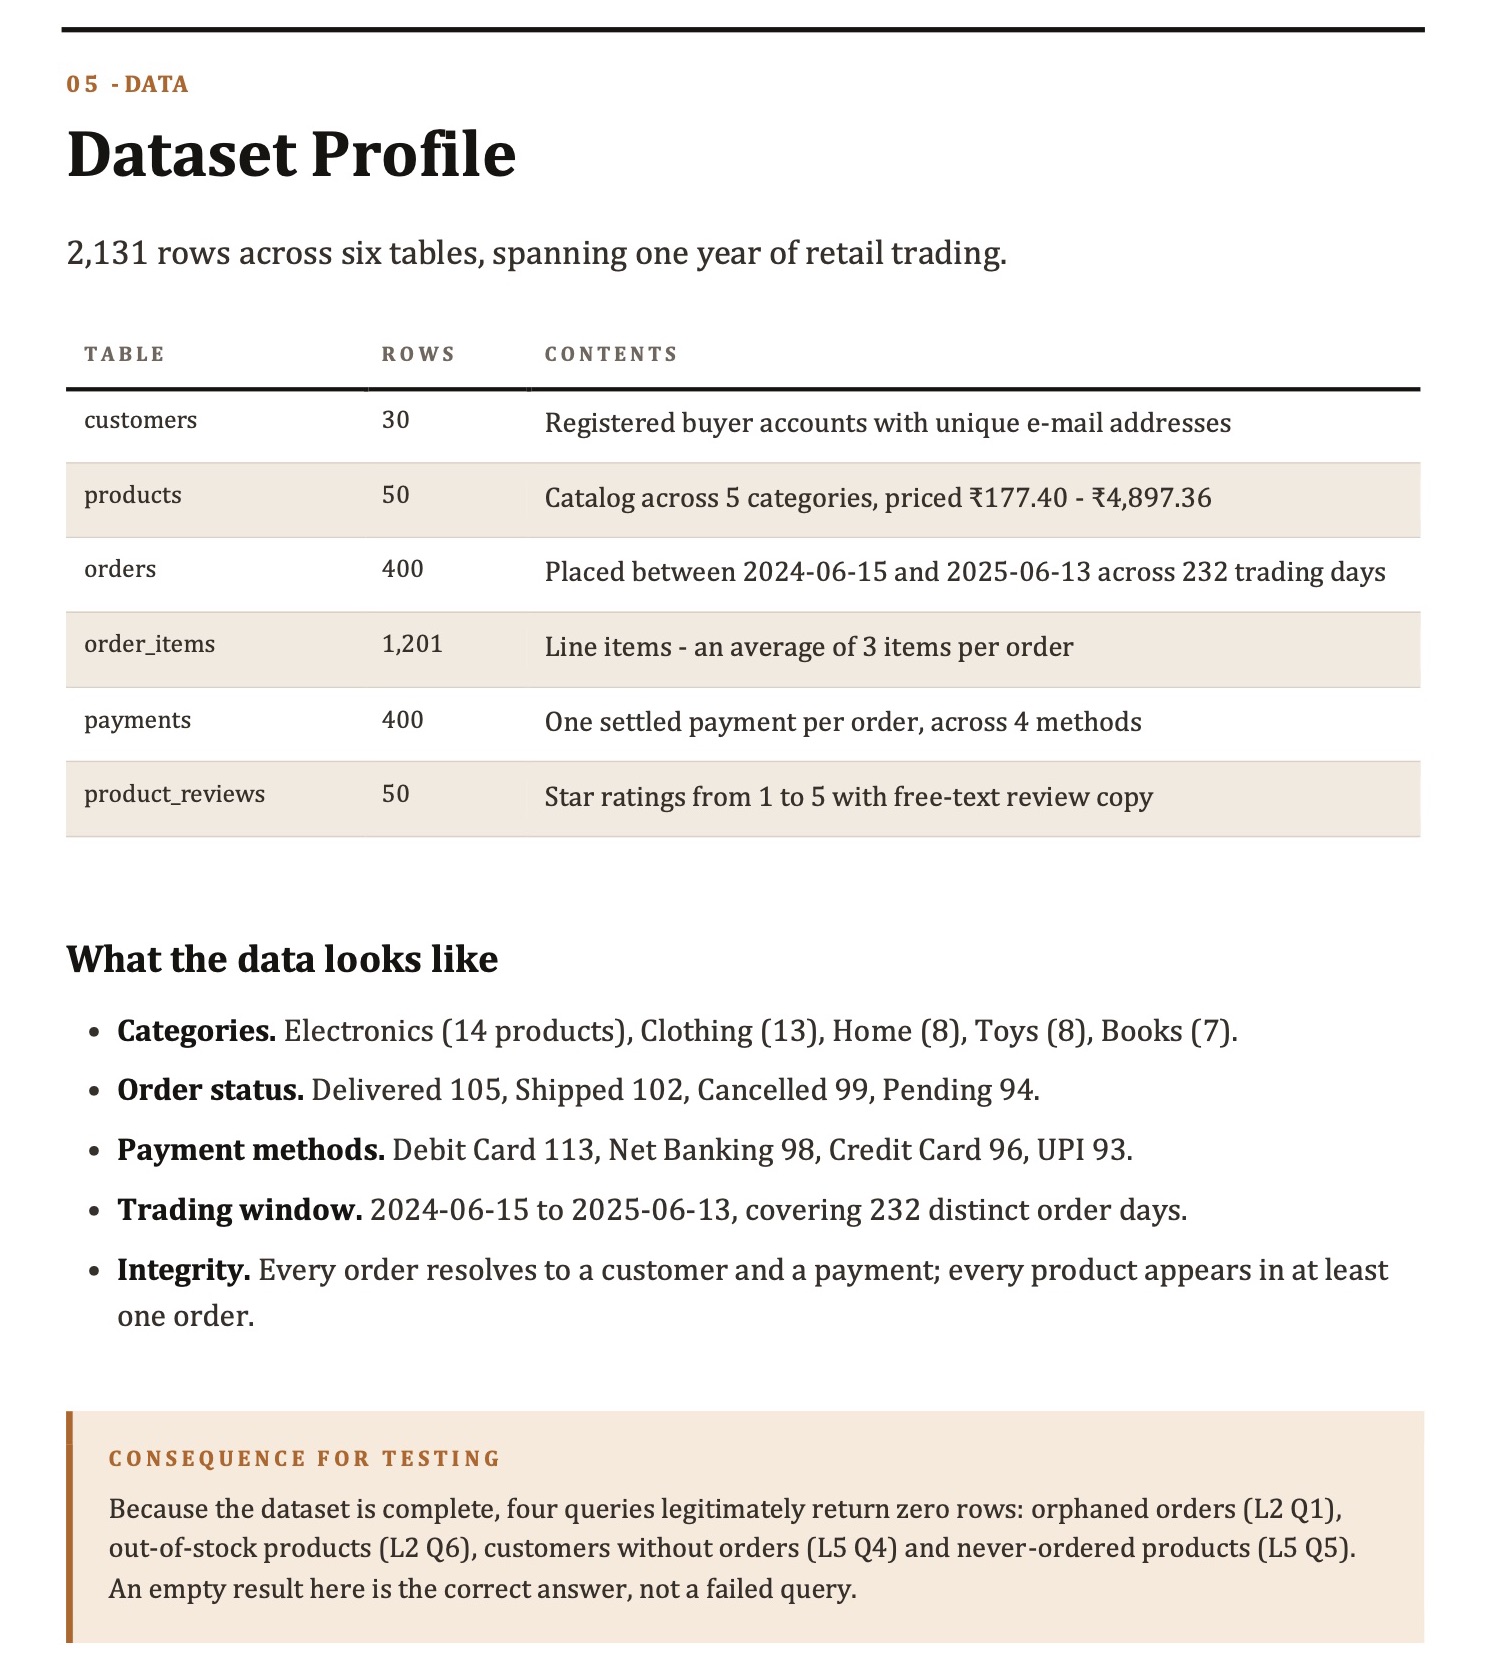 05 - DATA
Dataset Profile
2,131 rows across six tables, spanning one year of retail trading.
TABLE ROWS CONTENTS
customers 30 Registered buyer accounts with unique e-mail addresses
products 50 Catalog across 5 categories, priced ₹177.40 - ₹4,897.36
orders 400 Placed between 2024-06-15 and 2025-06-13 across 232 trading days
order_items 1,201 Line items - an average of 3 items per order
payments 400 One settled payment per order, across 4 methods
product_reviews 50 Star ratings from 1 to 5 with free-text review copy
What the data looks like
• Categories. Electronics (14 products), Clothing (13), Home (8), Toys (8), Books (7).
• Order status. Delivered 105, Shipped 102, Cancelled 99, Pending 94.
• Payment methods. Debit Card 113, Net Banking 98, Credit Card 96, UPI 93.
• Trading window. 2024-06-15 to 2025-06-13, covering 232 distinct order days.
• Integrity. Every order resolves to a customer and a payment; every product appears in at least
one order.
CONSEQUENCE FOR TESTING
Because the dataset is complete, four queries legitimately return zero rows: orphaned orders (L2 Q1),
out-of-stock products (L2 Q6), customers without orders (L5 Q4) and never-ordered products (L5 Q5).
An empty result here is the correct answer, not a failed query.